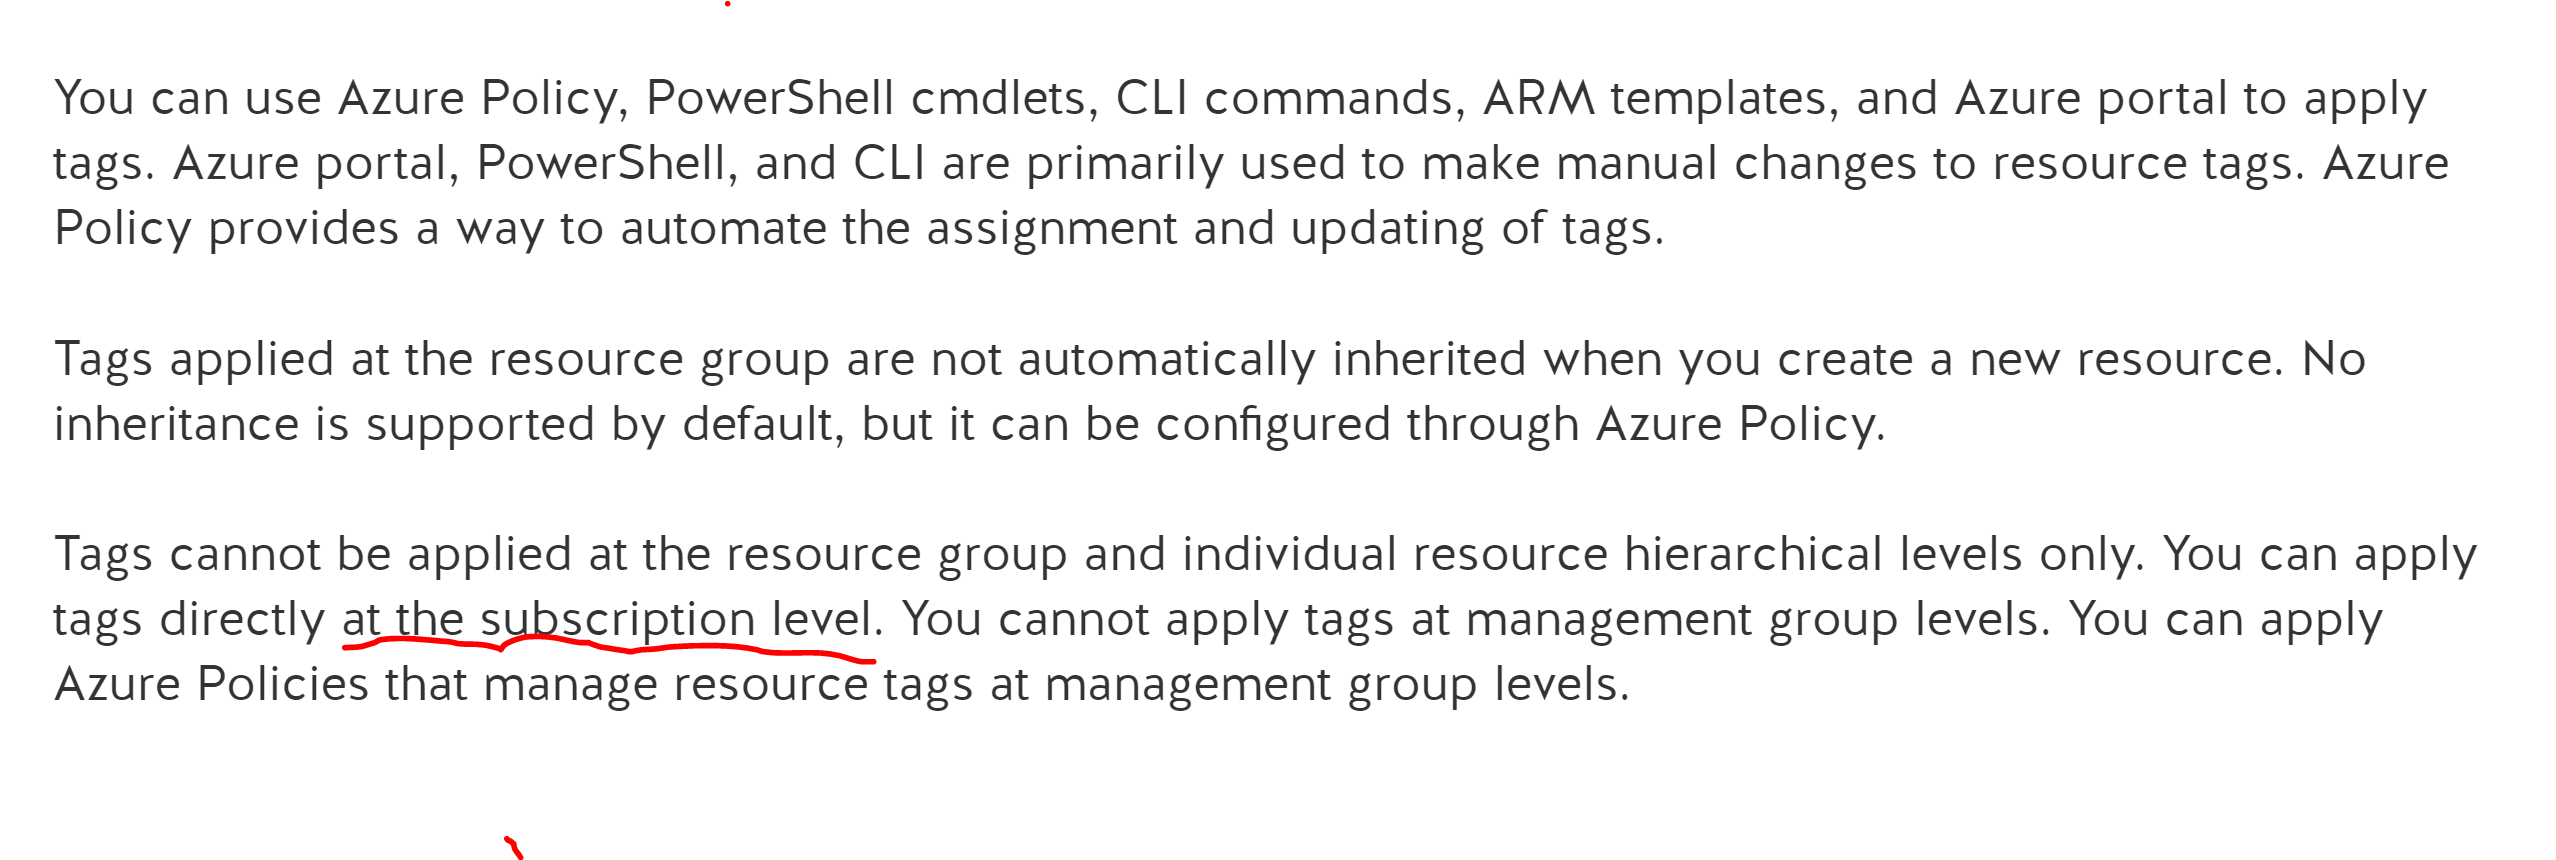 You can use Azure Policy, PowerShell cmdlets, CLI commands, ARM templates, and Azure portal to apply
tags. Azure portal, PowerShell, and CLI are primarily used to make manual changes to resource tags. Azure
Policy provides a way to automate the assignment and updating of tags.
Tags applied at the resource group are not automatically inherited when you create a new resource. No
inheritance is supported by default, but it can be configured through Azure Policy.
Tags cannot be applied at the resource group and individual resource hierarchical levels only. You can apply
tags directly at the subscription level. You cannot apply tags at management group levels. You can apply
Azure Policies that manage resource tags at management group levels.